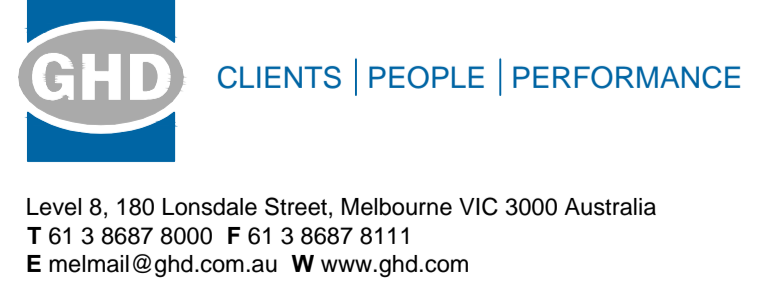 GHD
CLIENTS | PEOPLE | PERFORMANCE
Level 8, 180 Lonsdale Street, Melbourne VIC 3000 Australia
T 61 3 8687 8000 F 61 3 8687 8111
E melmail@ghd.com.au W www.ghd.com